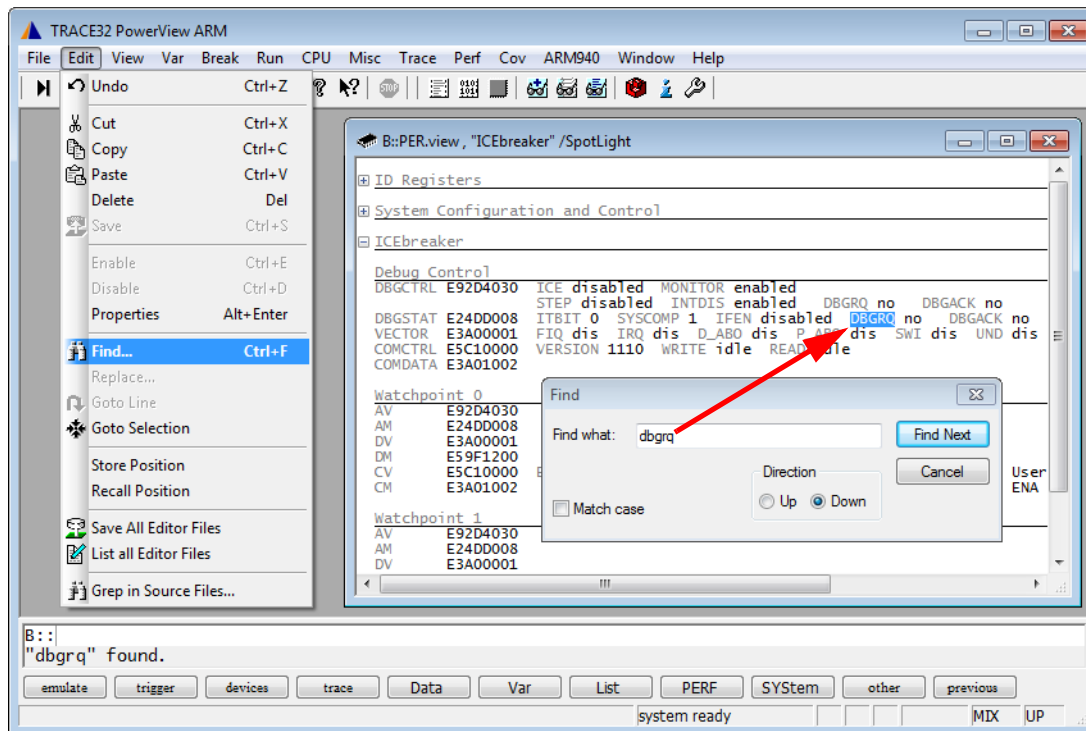 TRACE32 PowerView ARM
File Edit View Var Break Run CPU Misc Trace Perf Cov ARM940 Window Help
Undo Ctrl+Z
Cut Ctrl+X
Copy Ctrl+C
Paste Ctrl+V
Delete Del
Save Ctrl+S
Enable Ctrl+E
Disable Ctrl+D
Properties Alt+Enter
Find... Ctrl+F
Replace...
Goto Line
Goto Selection
Store Position
Recall Position
Save All Editor Files
List all Editor Files
Grep in Source Files...
STOP
B::PER.view , "ICEbreaker" /SpotLight
ID Registers
System Configuration and Control
ICEbreaker
Debug Control
DBGCTRL E92D4030 ICE disabled MONITOR enabled
STEP disabled INTDIS enabled DBGRQ no DBGACK no
DBGSTAT E24DD008 ITBIT 0 SYSCOMP 1 IFEN disabled DBGRQ no DBGACK no
VECTOR E3A00001 FIQ dis IRQ dis D_ABO dis P_ABO dis SWI dis UND dis
COMCTRL E5C10000 VERSION 1110 WRITE idle READ idle
COMDATA E3A01002
Watchpoint 0
AV E92D4030
AM E24DD008
DV E3A00001
DM E59F1200
CV E5C10000 User
CM E3A01002 ENA
Watchpoint 1
AV E92D4030
AM E24DD008
DV E3A00001
Find
Find what: dbgrq Find Next
Direction Cancel
Up Down
Match case
B::
"dbgrq" found.
emulate trigger devices trace Data Var List PERF SYStem other previous
system ready MIX UP